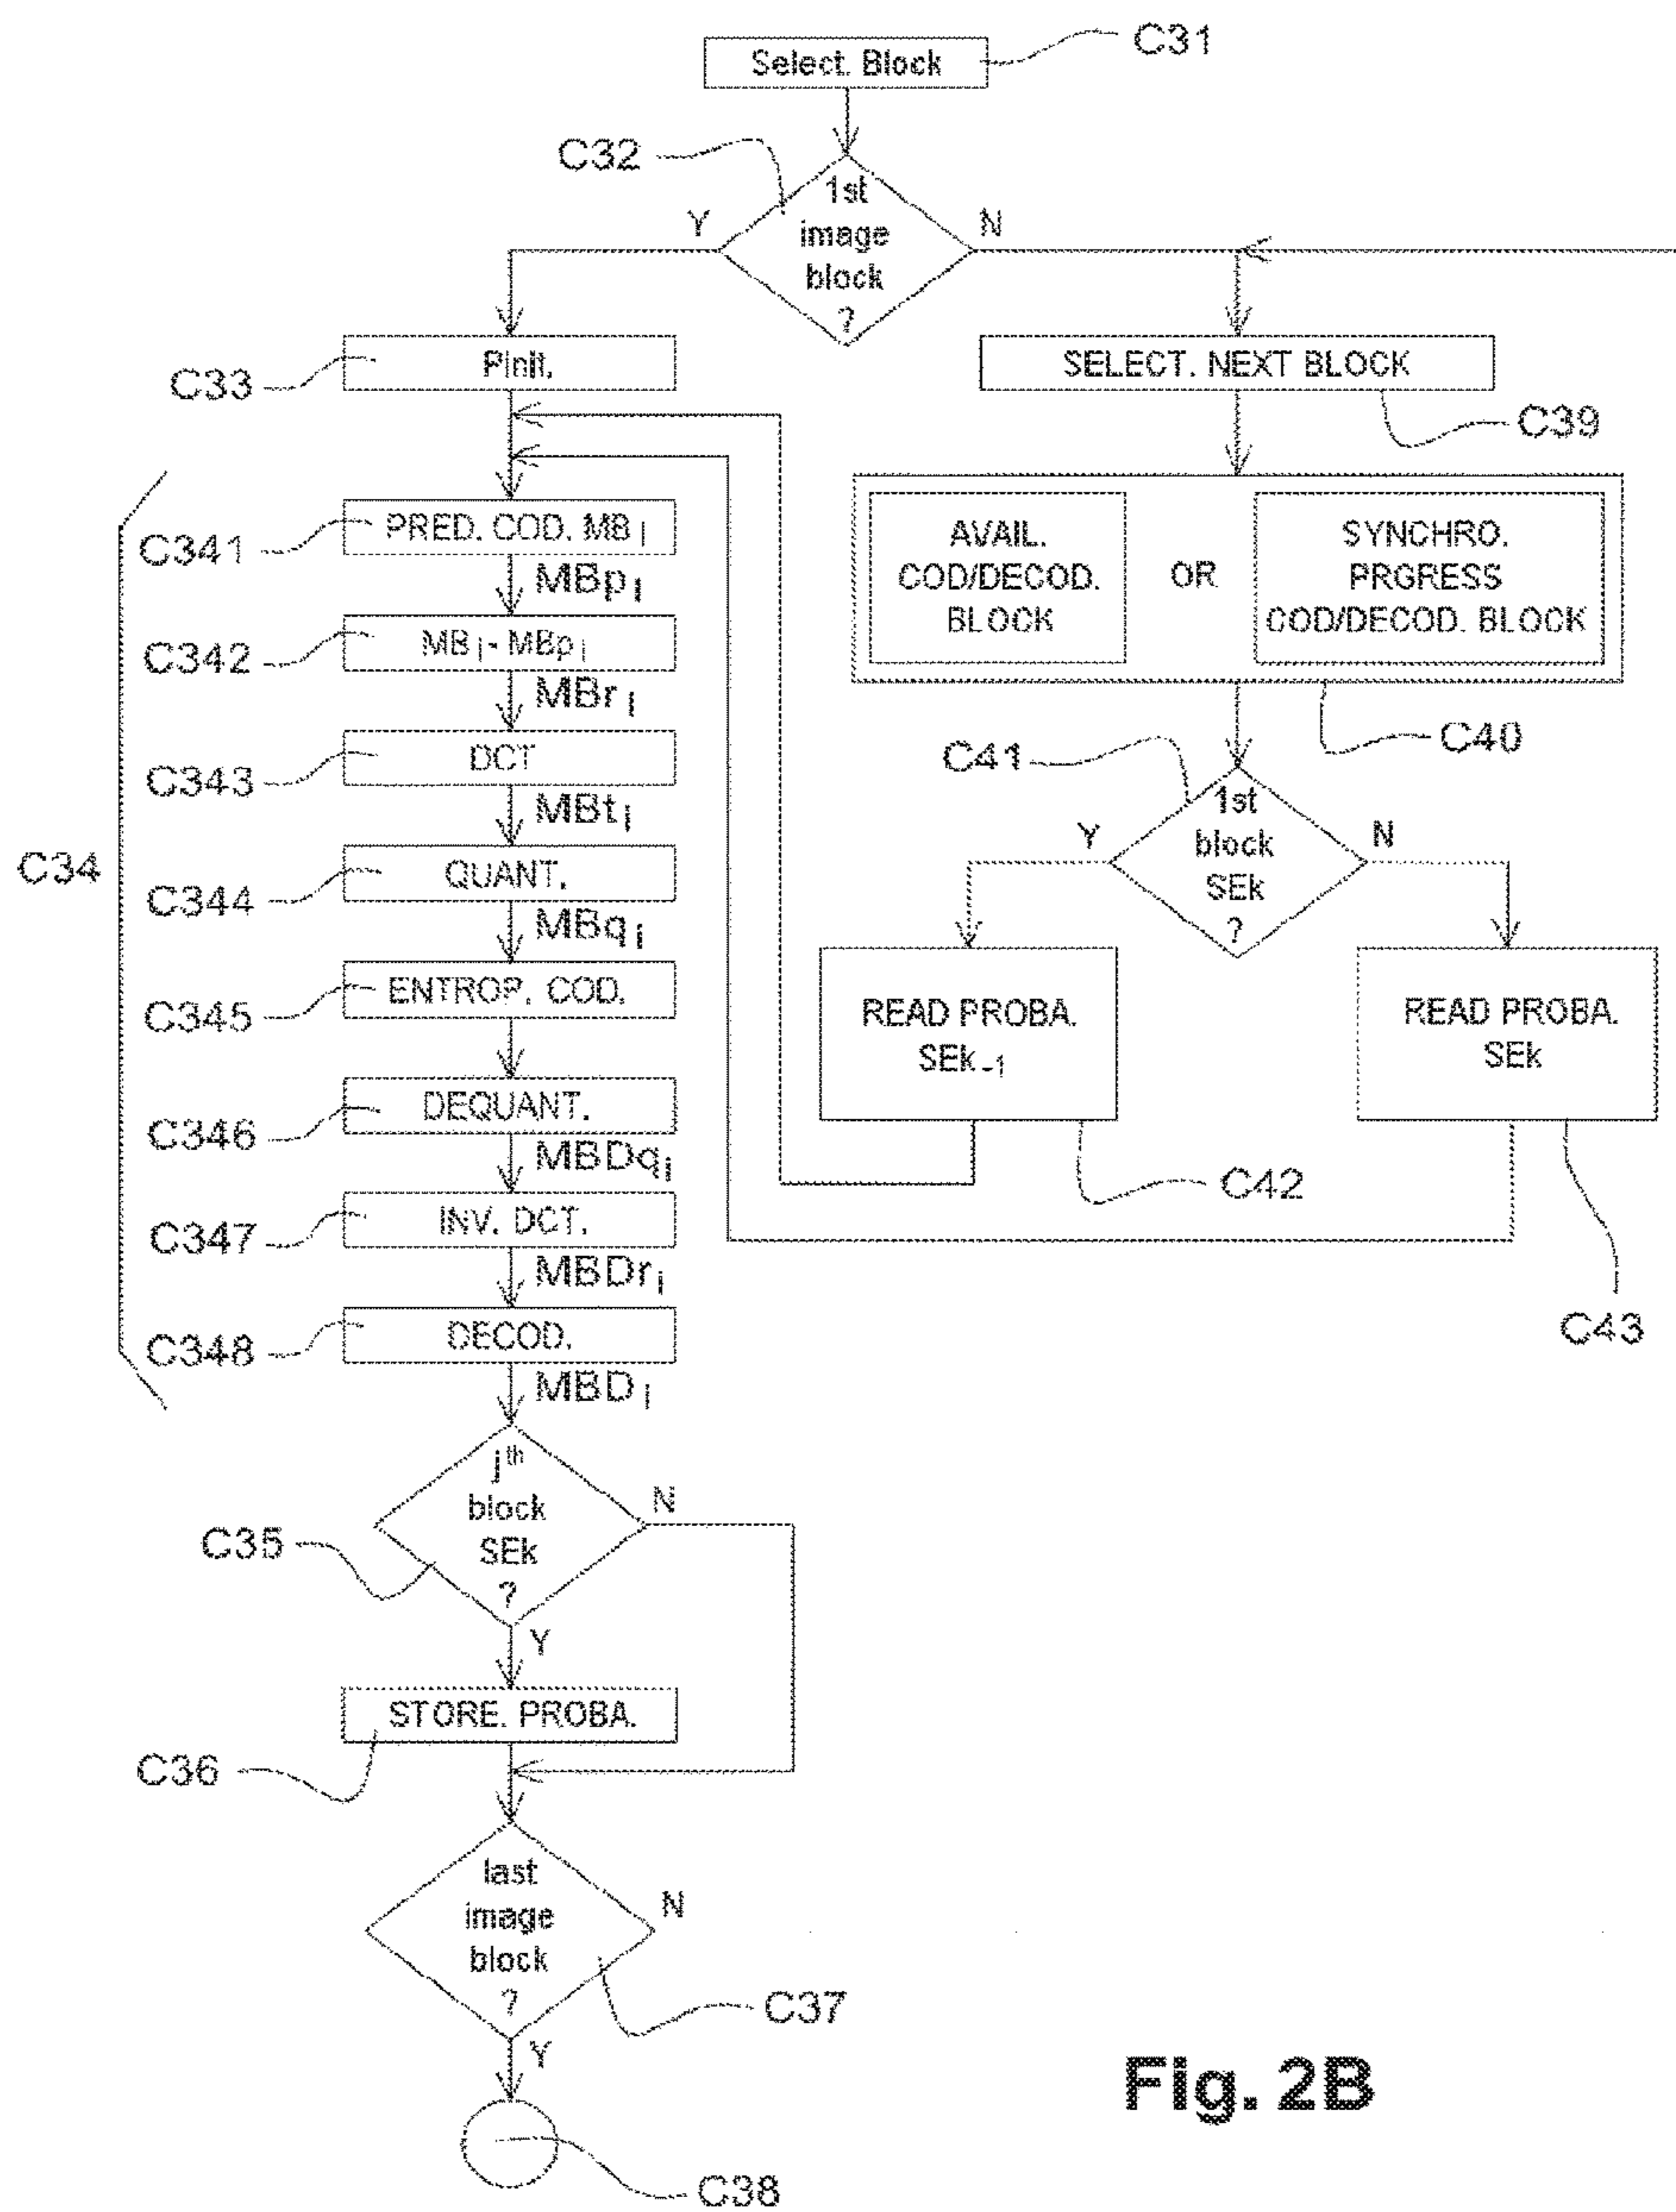 Select. Block
C31
C32
1st
image
block
?
Y
N
C33
PInit.
SELECT. NEXT BLOCK
C39
C34
C341
PRED. COD. MB i
MBp i
C342
MB i - MBp i
MBr i
C343
DCT
MBt i
C344
QUANT.
MBq i
C345
ENTROP. COD.
C346
DEQUANT.
MBDq i
C347
INV. DCT.
MBDr i
C348
DECOD.
MBD i
AVAIL.
COD/DECOD.
BLOCK
OR
SYNCHRO.
PRGRESS
COD/DECOD. BLOCK
C40
C41
1st
block
SEk
?
Y
N
READ PROBA.
SEk-1
C42
READ PROBA.
SEk
C43
C35
jth
block
SEk
?
N
Y
C36
STORE. PROBA.
last
image
block
?
N
C37
Y
C38
Fig. 2B